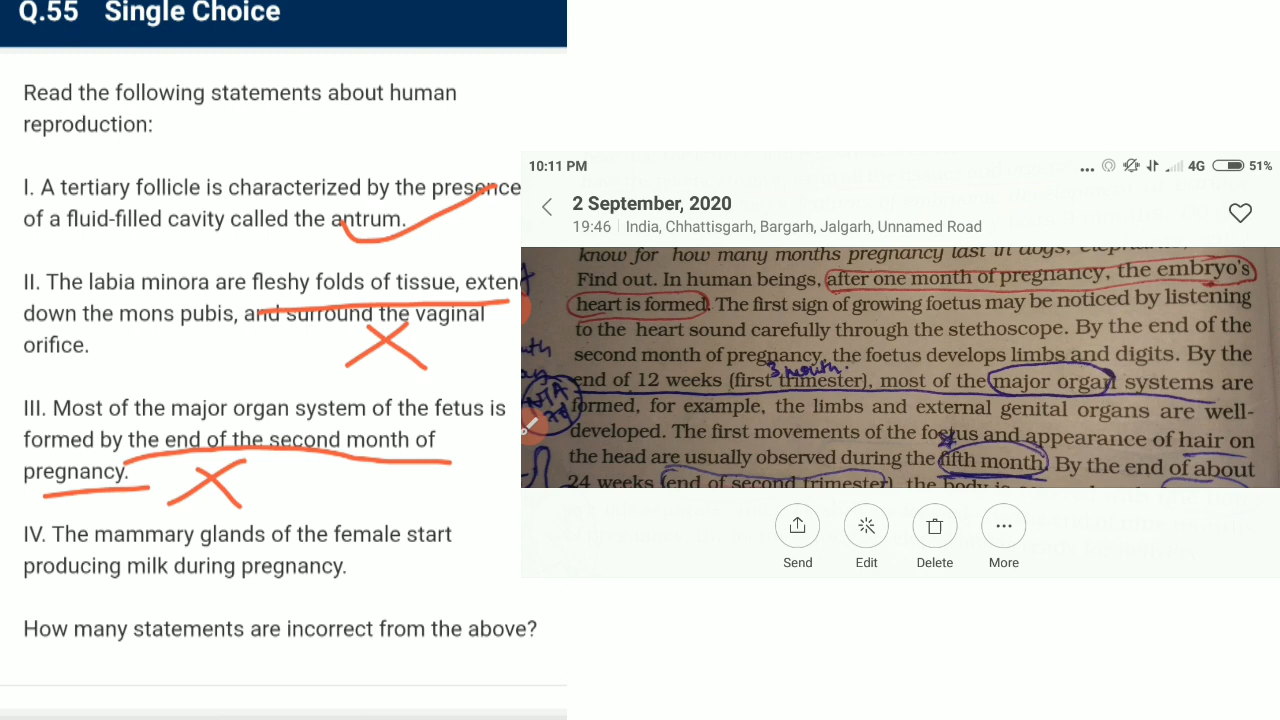 Q.55 Single Choice
Read the following statements about human
reproduction:
I. A tertiary follicle is characterized by the presence
of a fluid-filled cavity called the antrum.
II. The labia minora are fleshy folds of tissue, exten
down the mons pubis, and surround the vaginal
orifice.
III. Most of the major organ system of the fetus is
formed by the end of the second month of
pregnancy.
IV. The mammary glands of the female start
producing milk during pregnancy.
How many statements are incorrect from the above?
10:11 PM
... 4G 51%
2 September, 2020
19:46 | India, Chhattisgarh, Bargarh, Jalgarh, Unnamed Road
know for how many months pregnancy last in dogs,
Find out. In human beings, after one month of pregnancy, the embryo's
heart is formed. The first sign of growing foetus may be noticed by listening
to the heart sound carefully through the stethoscope. By the end of the
second month of pregnancy, the foetus develops limbs and digits. By the
3 month.
end of 12 weeks (first trimester), most of the major organ systems are
formed, for example, the limbs and external genital organs are well-
developed. The first movements of the foetus and appearance of hair on
the head are usually observed during the fifth month. By the end of about
24 weeks (end of second trimester), the body is
Send Edit Delete More